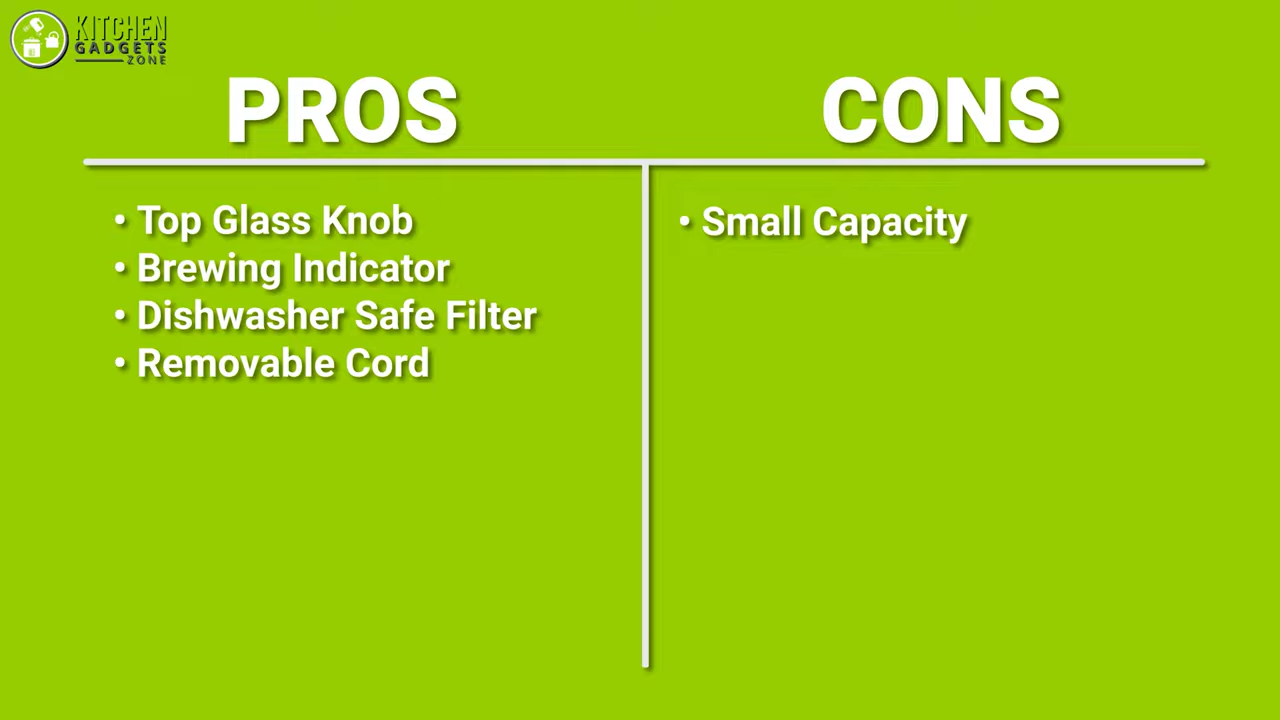 KITCHEN
GADGETS
ZONE
PROS
CONS
• Top Glass Knob
• Brewing Indicator
• Dishwasher Safe Filter
• Removable Cord
• Small Capacity